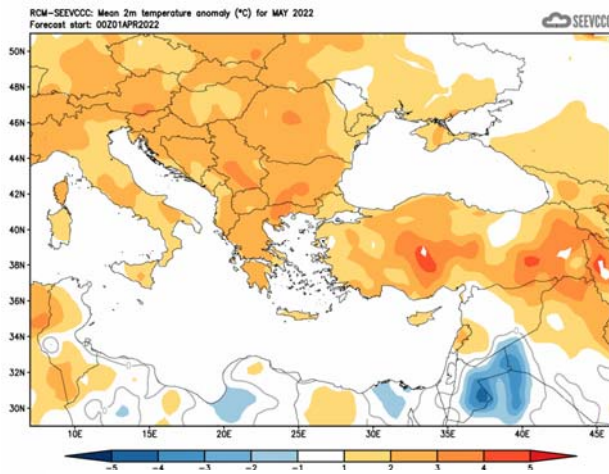 RCM-SEEVCCC: Mean 2m temperature anomaly (°C) for MAY 2022
Forecast start: 00Z01APR2022
SEEVCCC
50N
48N
46N
44N
42N
40N
38N
36N
34N
32N
30N
10E 15E 20E 25E 30E 35E 40E 45E
-5 -4 -3 -2 -1 1 2 3 4 5